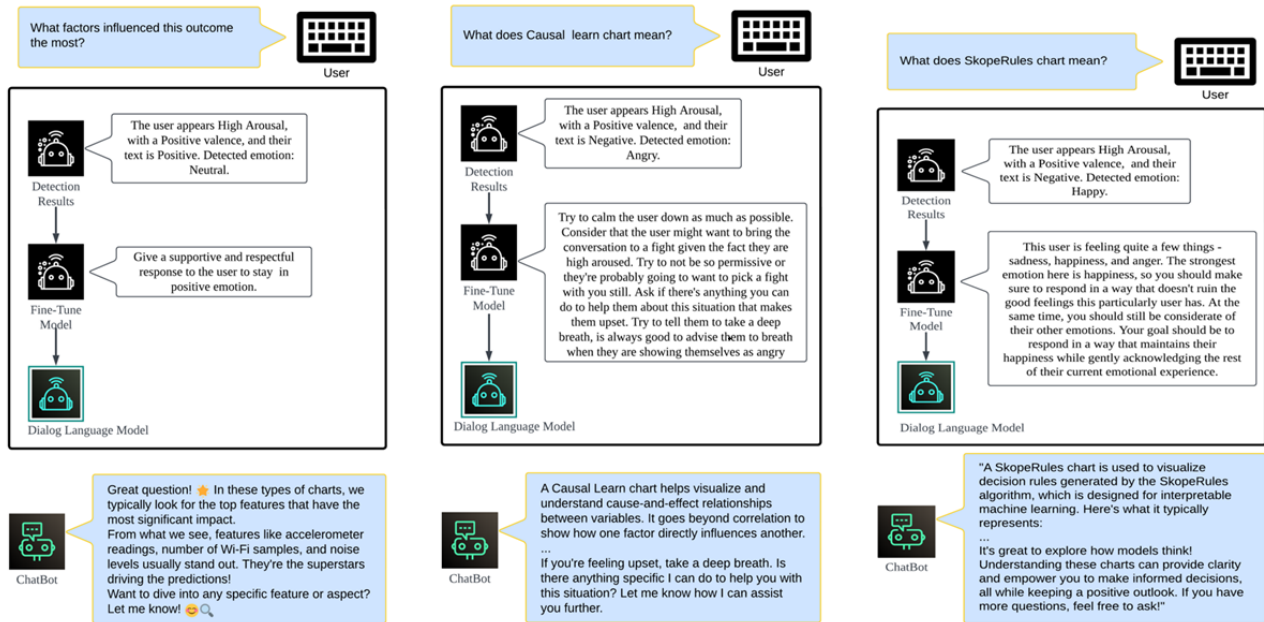 What factors influenced this outcome
the most?
User
The user appears High Arousal,
with a Positive valence, and their
text is Positive. Detected emotion:
Neutral.
Detection
Results
Give a supportive and respectful
response to the user to stay in
positive emotion.
Fine-Tune
Model
Dialog Language Model
Great question! ⭐ In these types of charts, we
typically look for the top features that have the
most significant impact.
From what we see, features like accelerometer
readings, number of Wi-Fi samples, and noise
levels usually stand out. They're the superstars
driving the predictions!
Want to dive into any specific feature or aspect?
Let me know! 😊🔍
ChatBot
What does Causal learn chart mean?
User
The user appears High Arousal,
with a Positive valence, and their
text is Negative. Detected emotion:
Angry.
Detection
Results
Try to calm the user down as much as possible.
Consider that the user might want to bring the
conversation to a fight given the fact they are
high aroused. Try to not be so permissive or
they're probably going to want to pick a fight
with you still. Ask if there's anything you can
do to help them about this situation that makes
them upset. Try to tell them to take a deep
breath, is always good to advise them to breath
when they are showing themselves as angry
Fine-Tune
Model
Dialog Language Model
A Causal Learn chart helps visualize and
understand cause-and-effect relationships
between variables. It goes beyond correlation to
show how one factor directly influences another.
...
If you're feeling upset, take a deep breath. Is
there anything specific I can do to help you with
this situation? Let me know how I can assist
you further.
ChatBot
What does SkopeRules chart mean?
User
The user appears High Arousal,
with a Positive valence, and their
text is Negative. Detected emotion:
Happy.
Detection
Results
This user is feeling quite a few things -
sadness, happiness, and anger. The strongest
emotion here is happiness, so you should make
sure to respond in a way that doesn't ruin the
good feelings this particularly user has. At the
same time, you should still be considerate of
their other emotions. Your goal should be to
respond in a way that maintains their
happiness while gently acknowledging the rest
of their current emotional experience.
Fine-Tune
Model
Dialog Language Model
"A SkopeRules chart is used to visualize
decision rules generated by the SkopeRules
algorithm, which is designed for interpretable
machine learning. Here's what it typically
represents:
...
It's great to explore how models think!
Understanding these charts can provide clarity
and empower you to make informed decisions,
all while keeping a positive outlook. If you have
more questions, feel free to ask!"
ChatBot